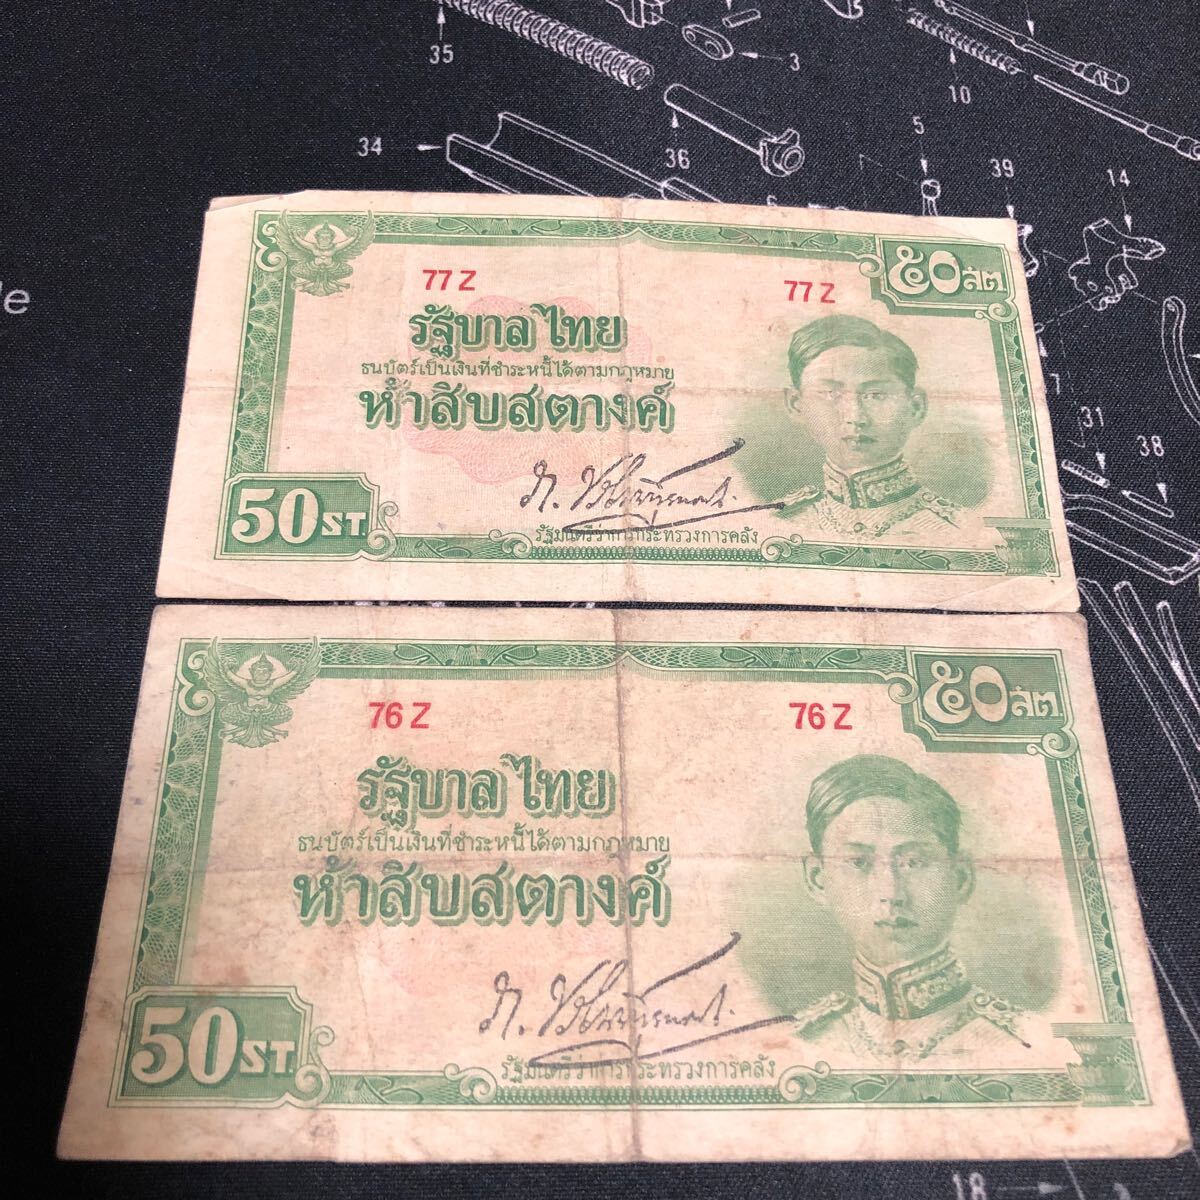 35
3
10
34
36
5
39
14
6
le
77 Z 77 Z
๕๐ สต
รัฐบาลไทย
ธนบัตร์เป็นเงินที่ชำระหนี้ได้ตามกฎหมาย
ห้าสิบสตางค์
50 ST.
รัฐมนตรีว่าการกระทรวงการคลัง
31
38
76 Z 76 Z
๕๐ สต
รัฐบาลไทย
ธนบัตร์เป็นเงินที่ชำระหนี้ได้ตามกฎหมาย
ห้าสิบสตางค์
50 ST.
รัฐมนตรีว่าการกระทรวงการคลัง
18